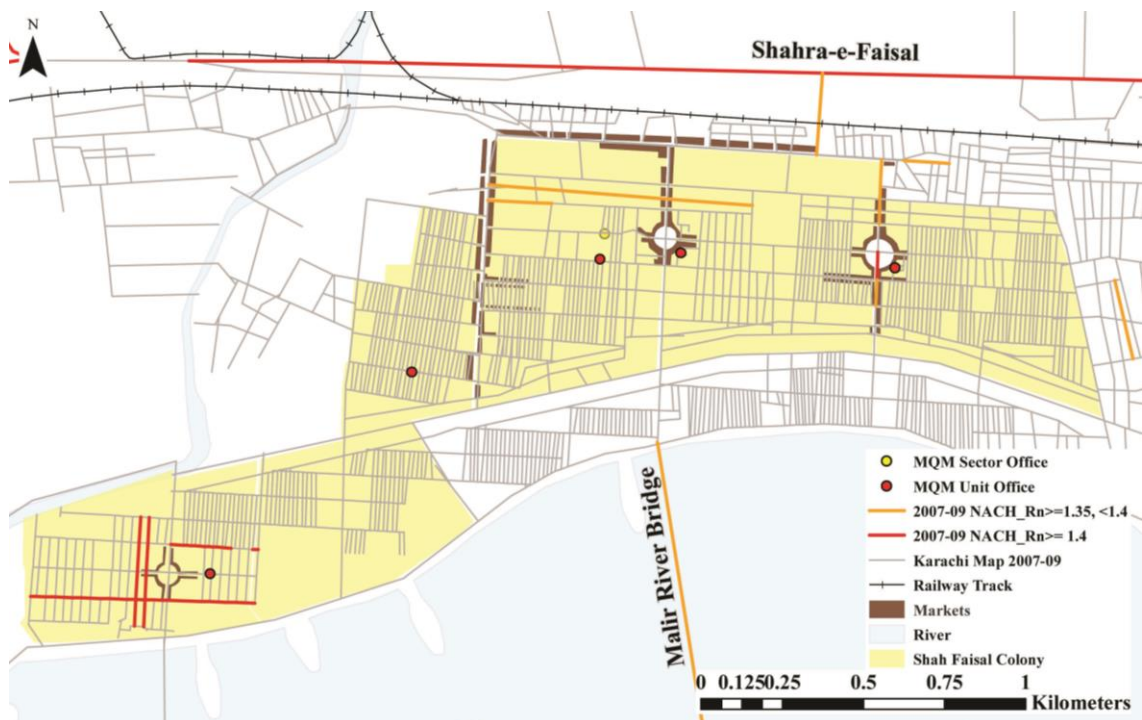 N
Shahra-e-Faisal
Malir River Bridge
MQM Sector Office
MQM Unit Office
2007-09 NACH_Rn>=1.35, <1.4
2007-09 NACH_Rn>= 1.4
Karachi Map 2007-09
Railway Track
Markets
River
Shah Faisal Colony
0 0.125 0.25 0.5 0.75 1
Kilometers